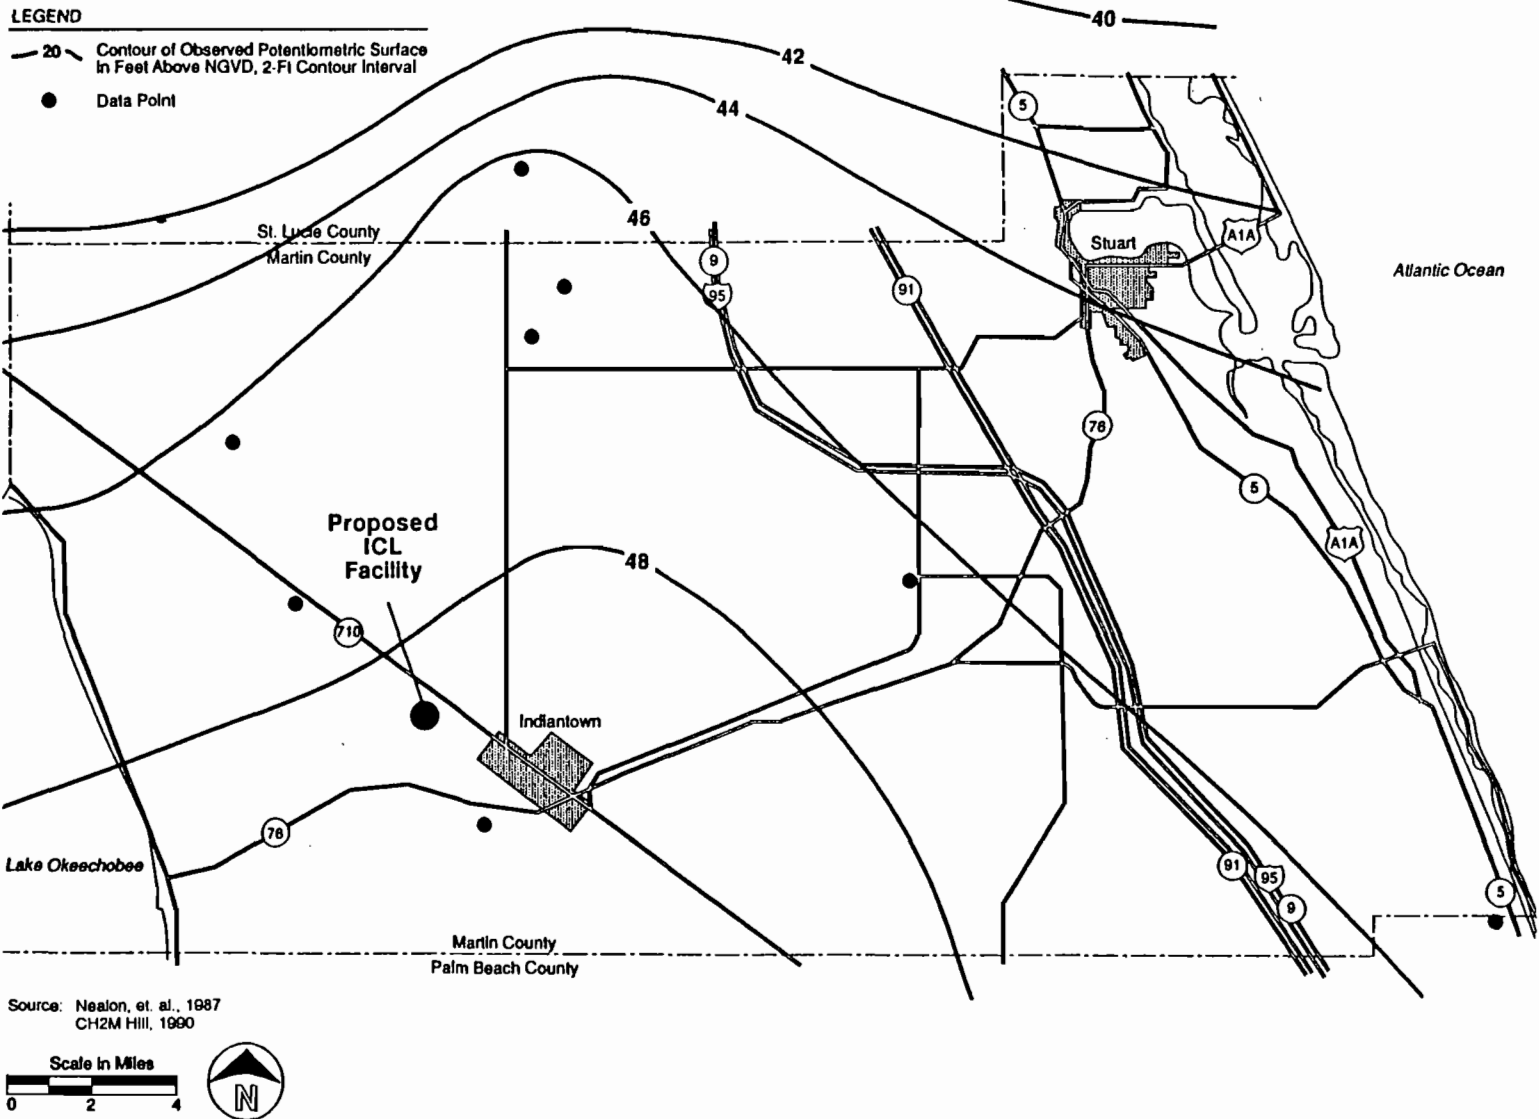 LEGEND
20 Contour of Observed Potentiometric Surface
In Feet Above NGVD, 2-Ft Contour Interval
Data Point
40
42
44
46
48
5
St. Lucie County
Martin County
9
95
91
Stuart
A1A
Atlantic Ocean
76
5
A1A
Proposed
ICL
Facility
710
Indiantown
76
Lake Okeechobee
91
95
9
5
Martin County
Palm Beach County
Source: Nealon, et. al., 1987
CH2M Hill, 1990
Scale In Miles
0 2 4
N